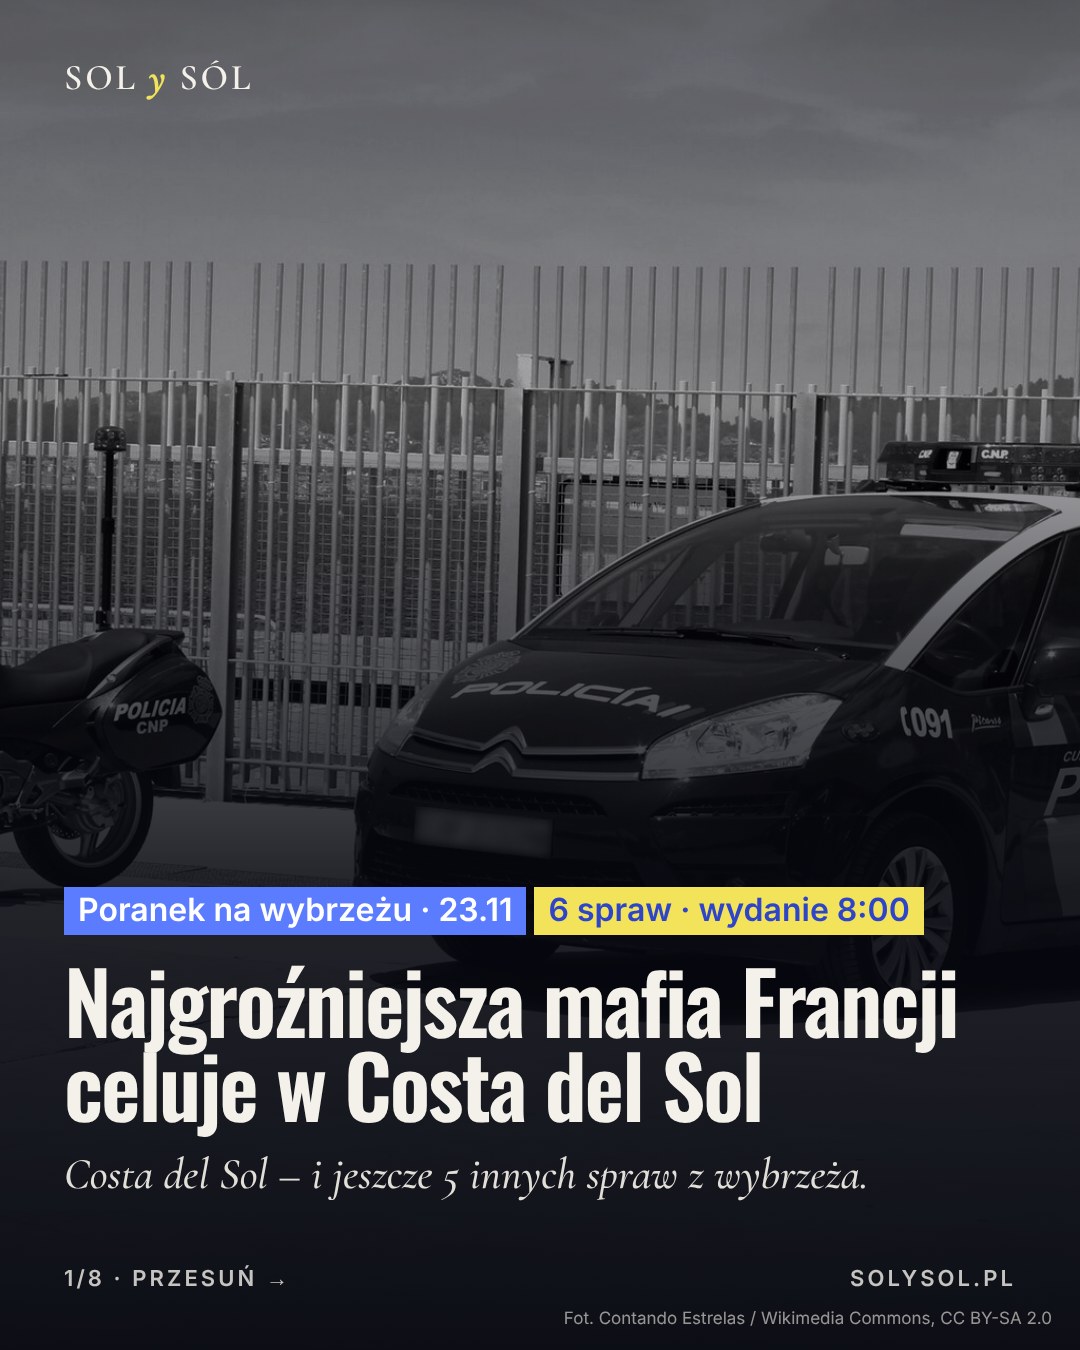 SOL y SÓL
C.N.P.
POLICIA
CNP
POLICÍA
091
Poranek na wybrzeżu · 23.11
6 spraw · wydanie 8:00
Najgroźniejsza mafia Francji
celuje w Costa del Sol
Costa del Sol – i jeszcze 5 innych spraw z wybrzeża.
1/8 · PRZESUŃ →
SOLYSOL.PL
Fot. Contando Estrelas / Wikimedia Commons, CC BY-SA 2.0